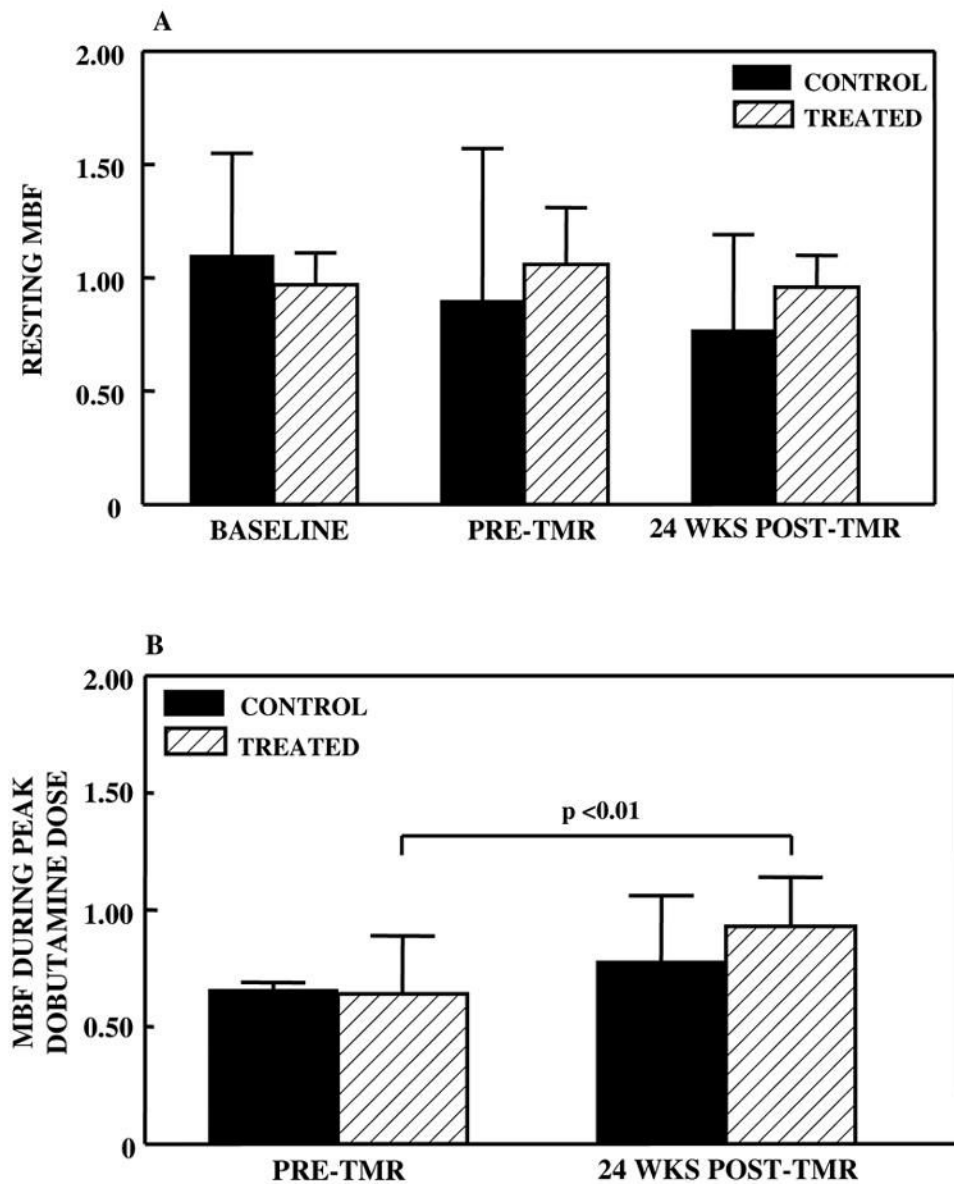 A
2.00
CONTROL
TREATED
1.50
RESTING MBF
1.00
0.50
0
BASELINE
PRE-TMR
24 WKS POST-TMR
B
2.00
CONTROL
TREATED
1.50
p <0.01
MBF DURING PEAK
DOBUTAMINE DOSE
1.00
0.50
0
PRE-TMR
24 WKS POST-TMR